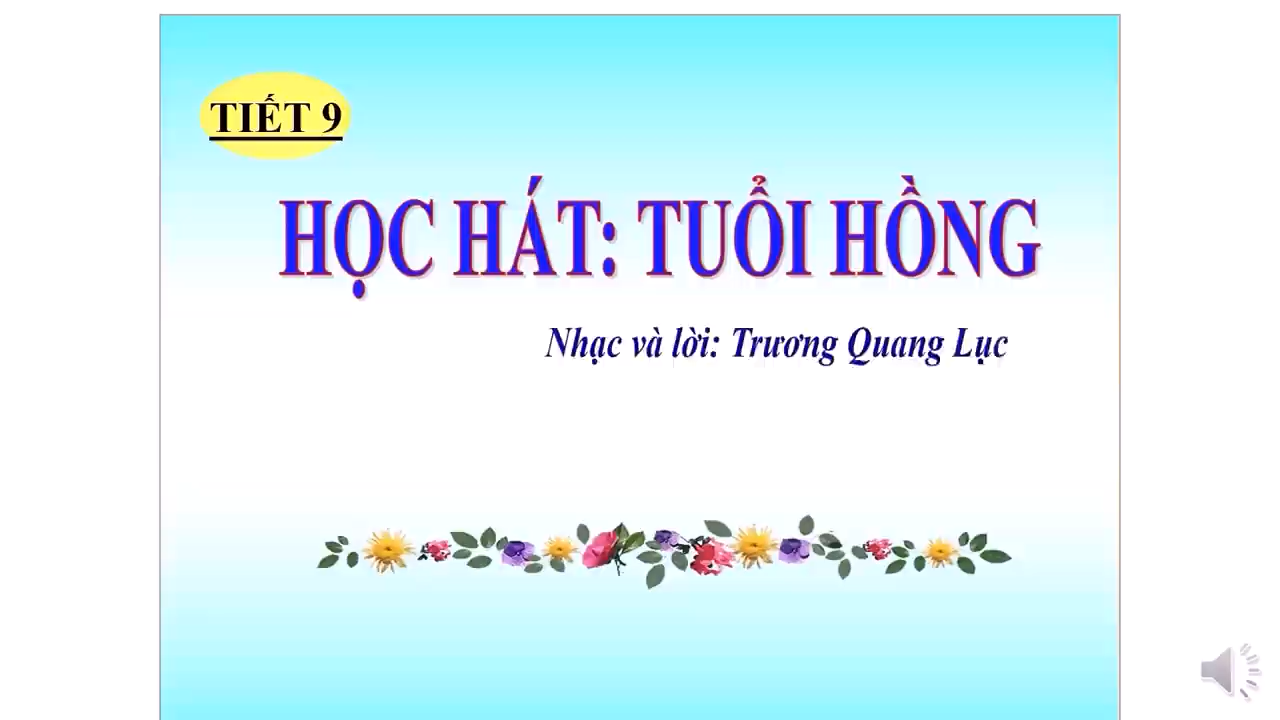 TIẾT 9
HỌC HÁT: TUỔI HỒNG
Nhạc và lời: Trương Quang Lục